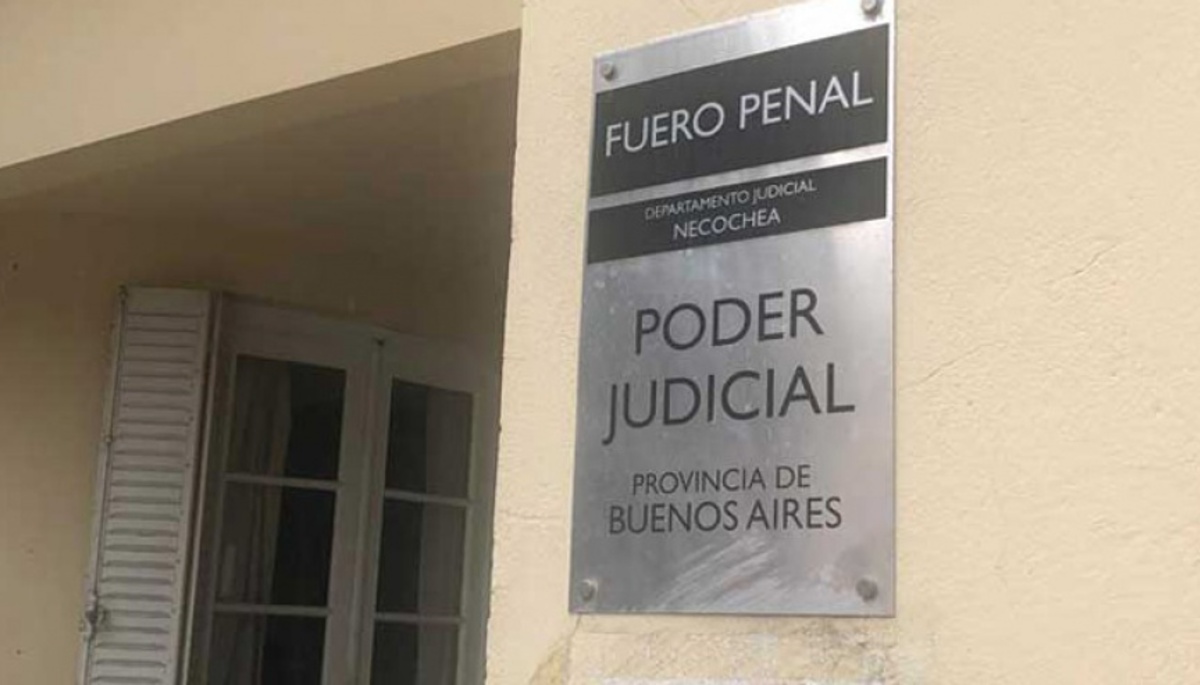 FUERO PENAL
DEPARTAMENTO JUDICIAL
NECOCHEA
PODER
JUDICIAL
PROVINCIA DE
BUENOS AIRES